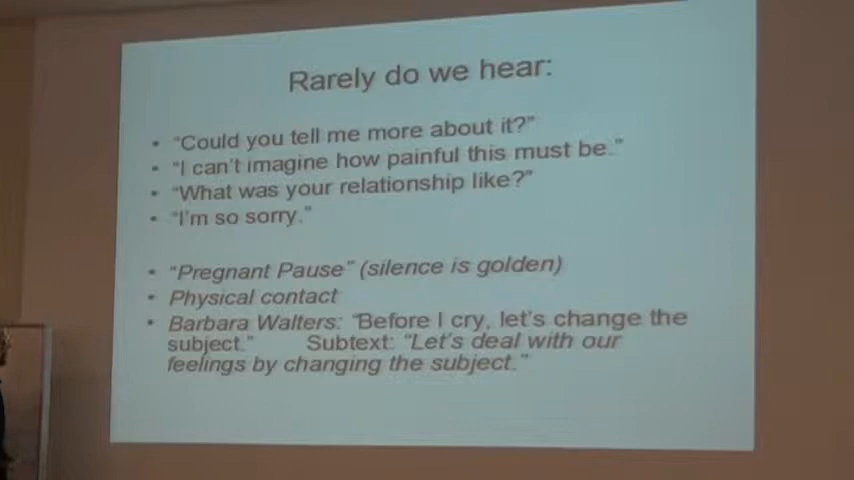 Rarely do we hear:
• “Could you tell me more about it?”
• “I can’t imagine how painful this must be.”
• “What was your relationship like?”
• “I’m so sorry.”
• “Pregnant Pause” (silence is golden)
• Physical contact
• Barbara Walters: “Before I cry, let’s change the
subject.” Subtext: “Let’s deal with our
feelings by changing the subject.”